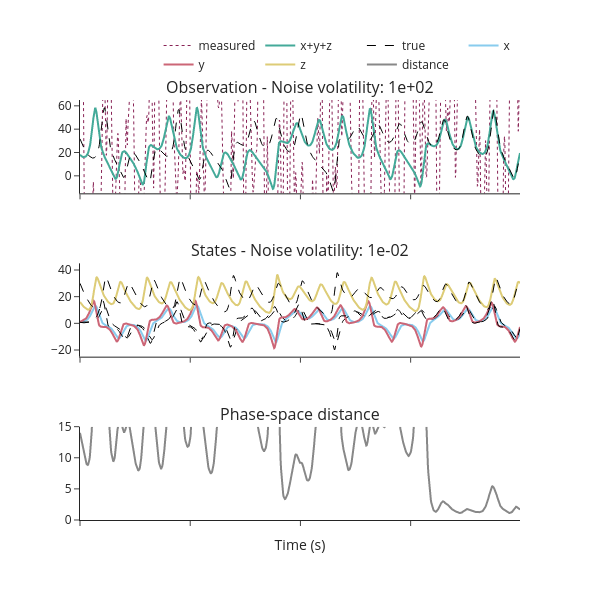 measured x+y+z true x
y z distance
Observation - Noise volatility: 1e+02
60
40
20
0
States - Noise volatility: 1e-02
40
20
0
−20
Phase-space distance
15
10
5
0
Time (s)